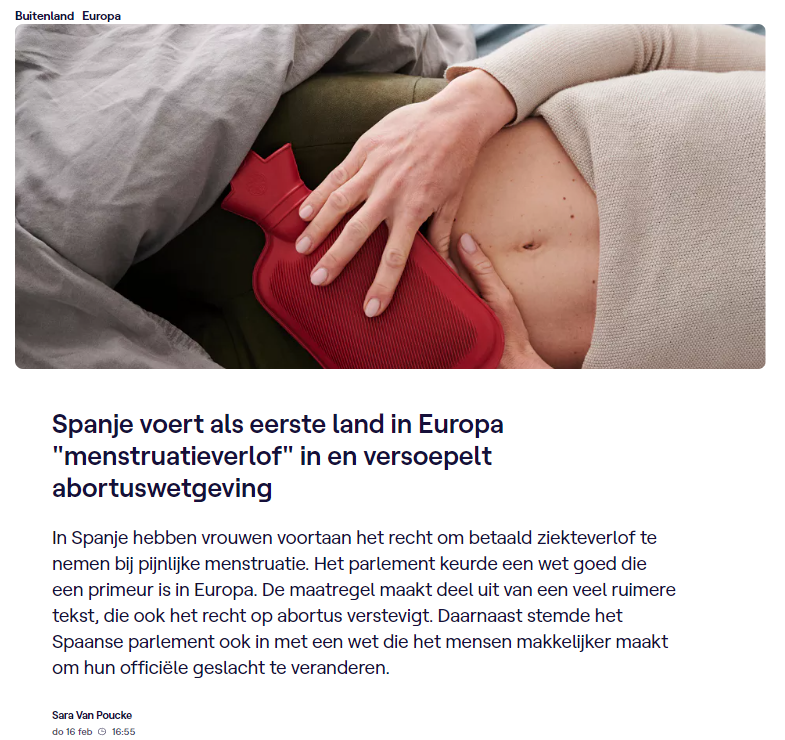 Buitenland Europa
Spanje voert als eerste land in Europa
"menstruatieverlof" in en versoepelt
abortuswetgeving
In Spanje hebben vrouwen voortaan het recht om betaald ziekteverlof te
nemen bij pijnlijke menstruatie. Het parlement keurde een wet goed die
een primeur is in Europa. De maatregel maakt deel uit van een veel ruimere
tekst, die ook het recht op abortus verstevigt. Daarnaast stemde het
Spaanse parlement ook in met een wet die het mensen makkelijker maakt
om hun officiële geslacht te veranderen.
Sara Van Poucke
do 16 feb 16:55